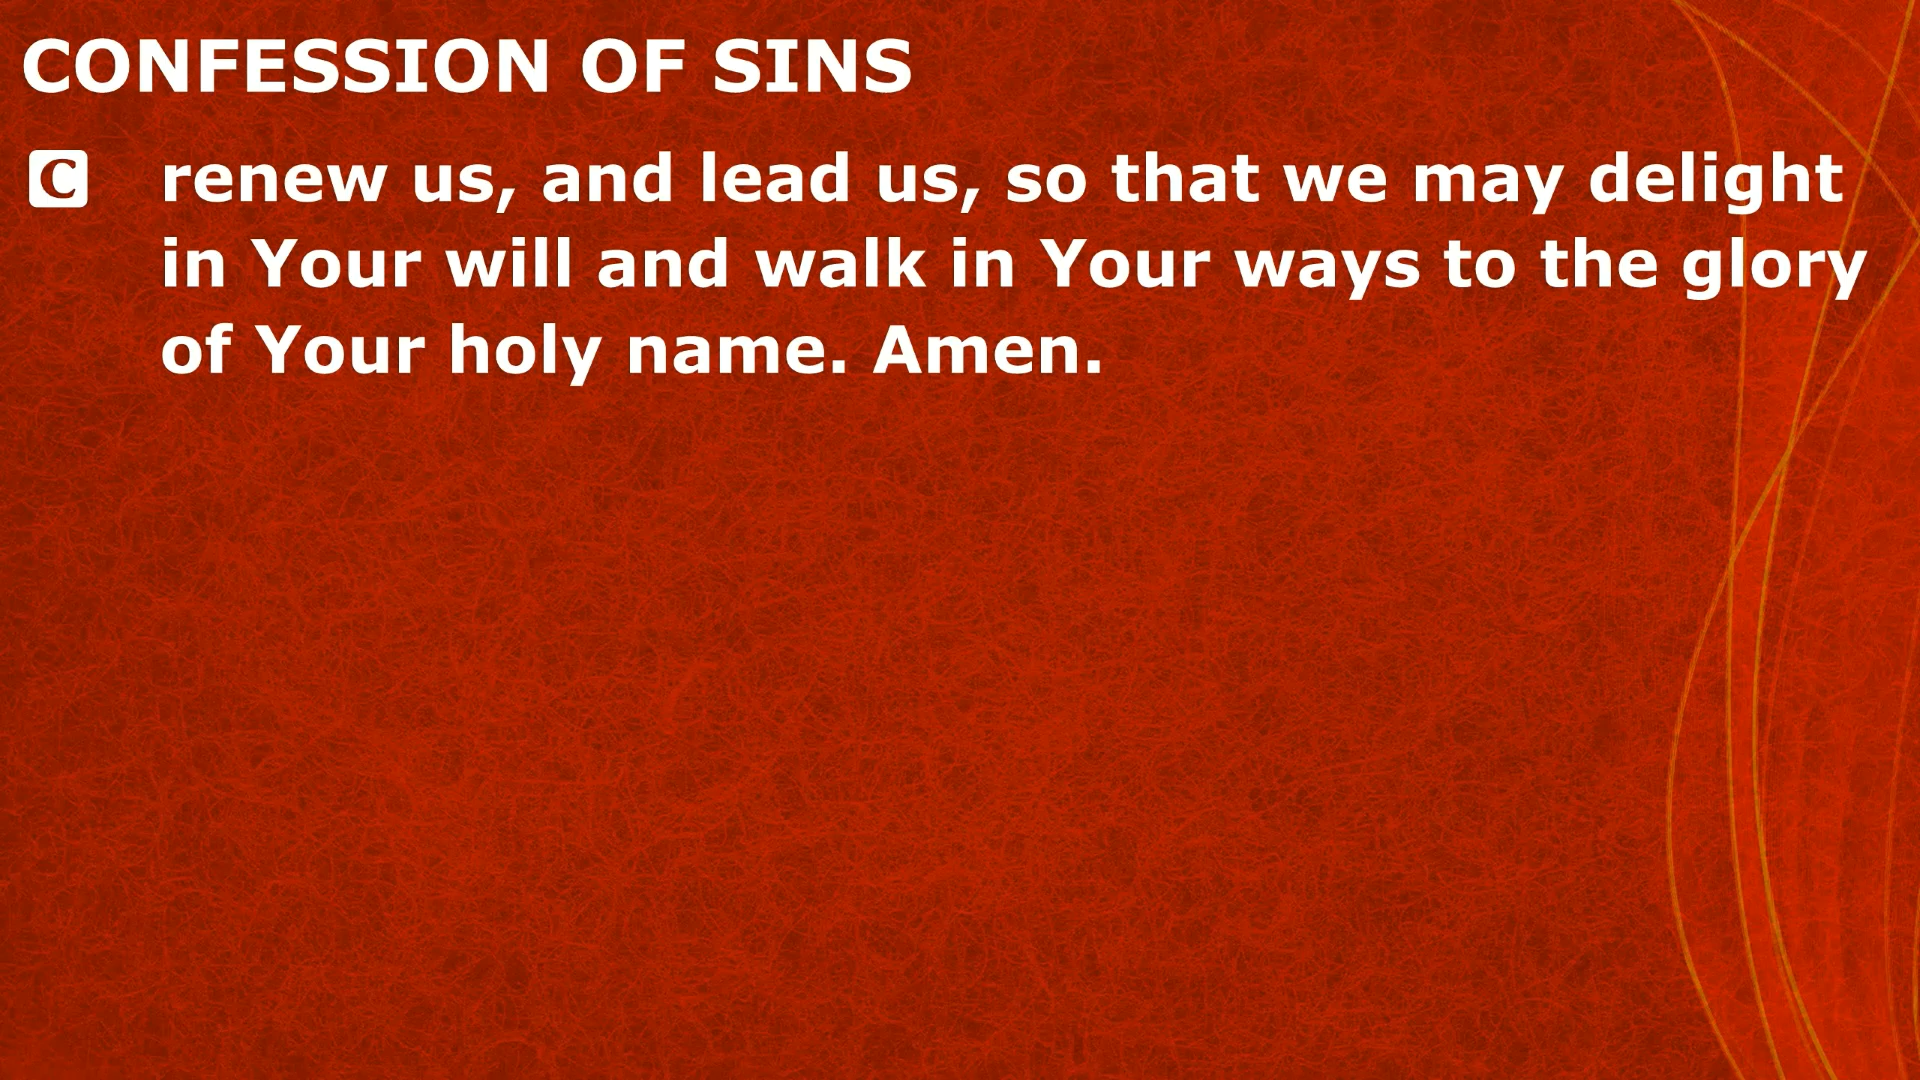 CONFESSION OF SINS
C renew us, and lead us, so that we may delight
in Your will and walk in Your ways to the glory
of Your holy name. Amen.